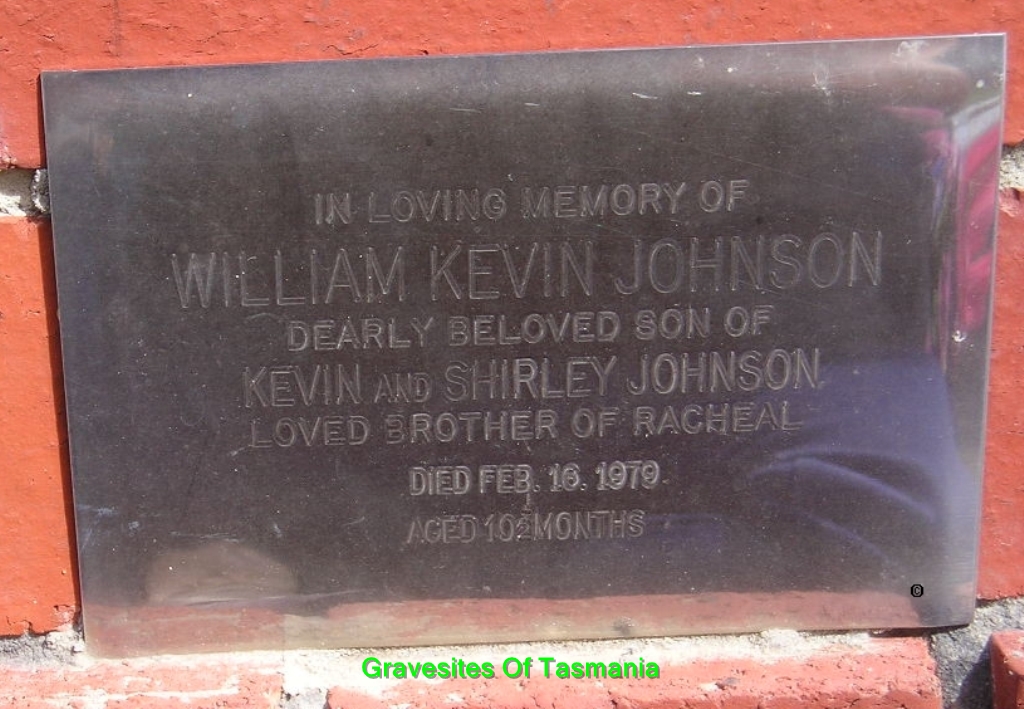 IN LOVING MEMORY OF
WILLIAM KEVIN JOHNSON
DEARLY BELOVED SON OF
KEVIN AND SHIRLEY JOHNSON,
LOVED BROTHER OF RACHEAL
DIED FEB. 16. 1979.
AGED 10½ MONTHS
©
Gravesites Of Tasmania